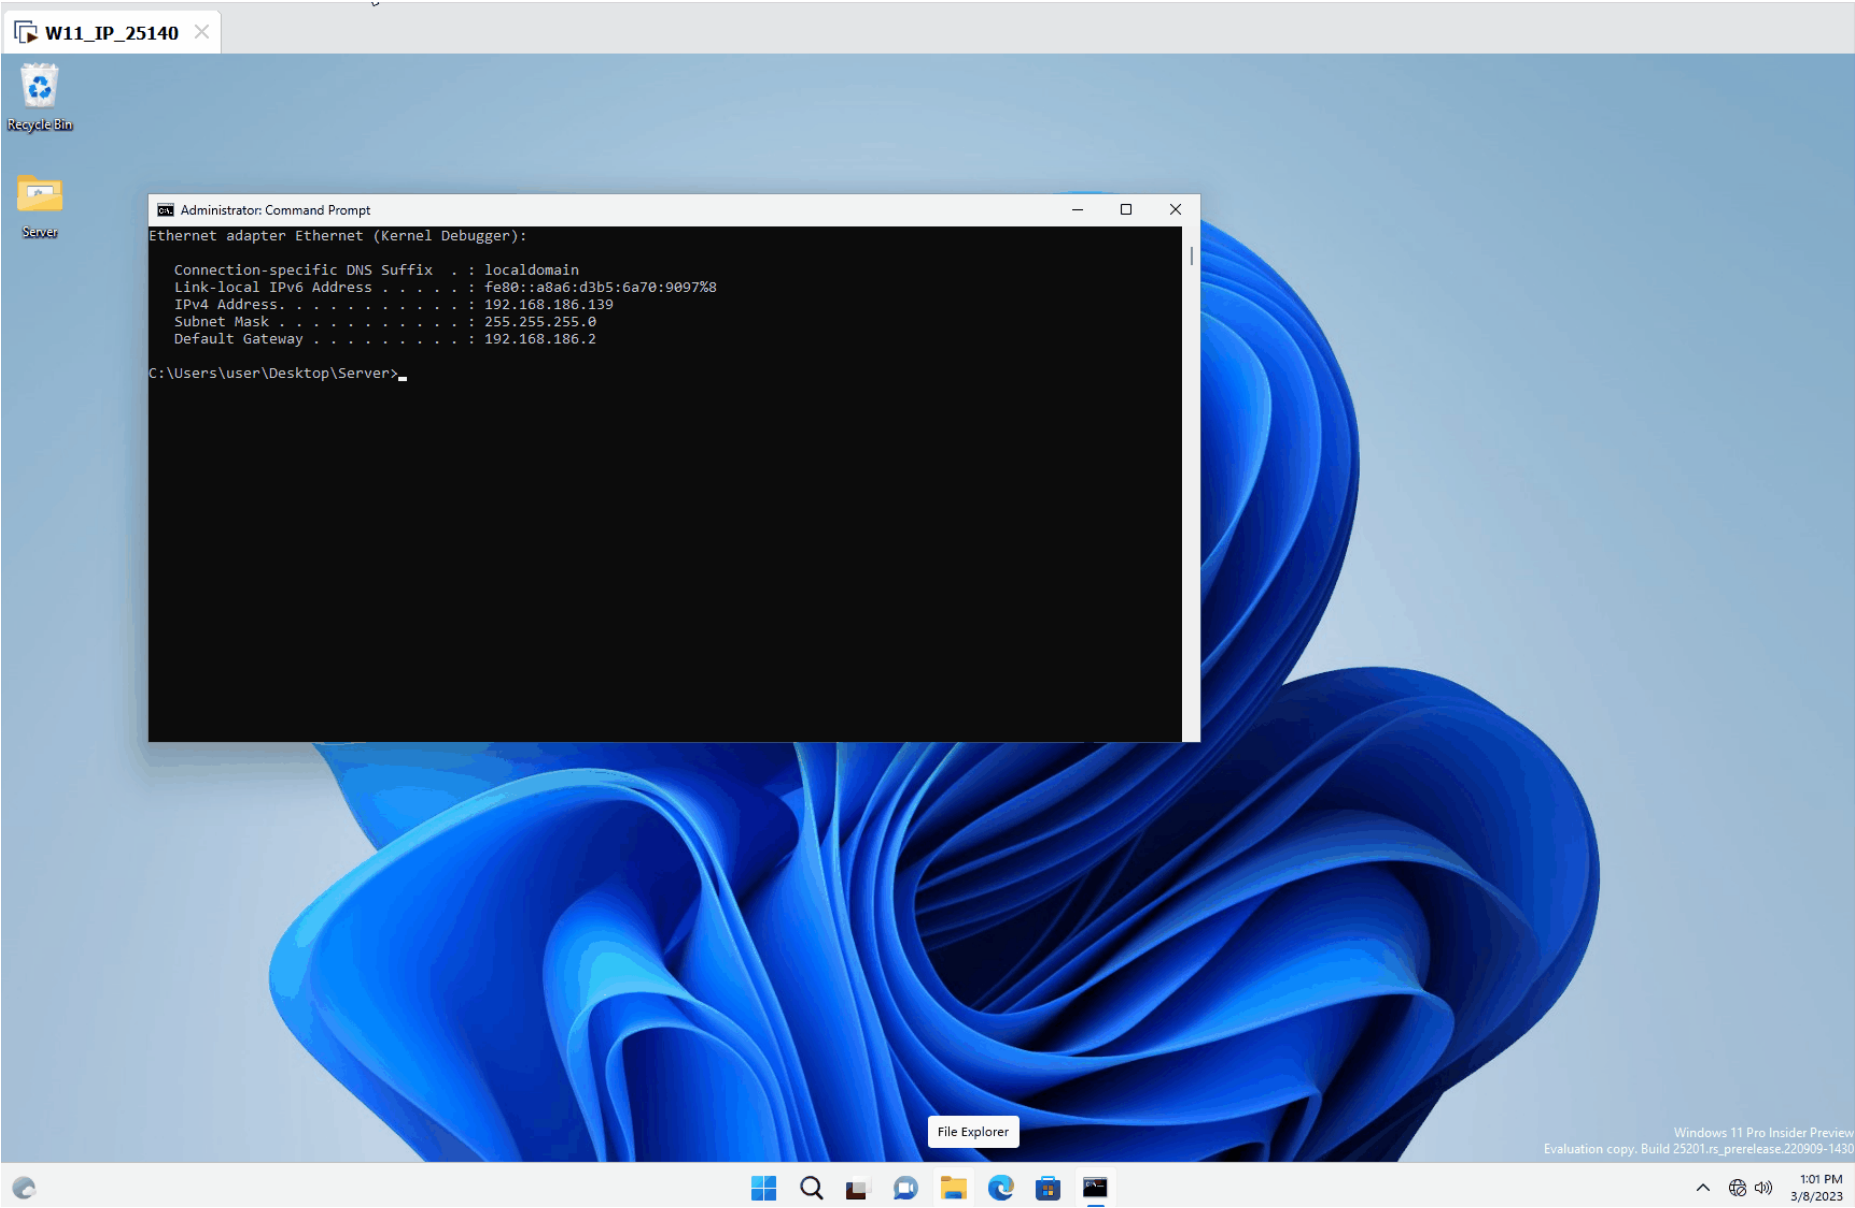 W11_IP_25140
Recycle Bin
Server
Administrator: Command Prompt
Ethernet adapter Ethernet (Kernel Debugger):
Connection-specific DNS Suffix  . : localdomain
Link-local IPv6 Address . . . . . : fe80::a8a6:d3b5:6a70:9097%8
IPv4 Address. . . . . . . . . . . : 192.168.186.139
Subnet Mask . . . . . . . . . . . : 255.255.255.0
Default Gateway . . . . . . . . . : 192.168.186.2
C:\Users\user\Desktop\Server>
File Explorer
Windows 11 Pro Insider Preview
Evaluation copy. Build 25201.rs_prerelease.220909-1430
1:01 PM
3/8/2023